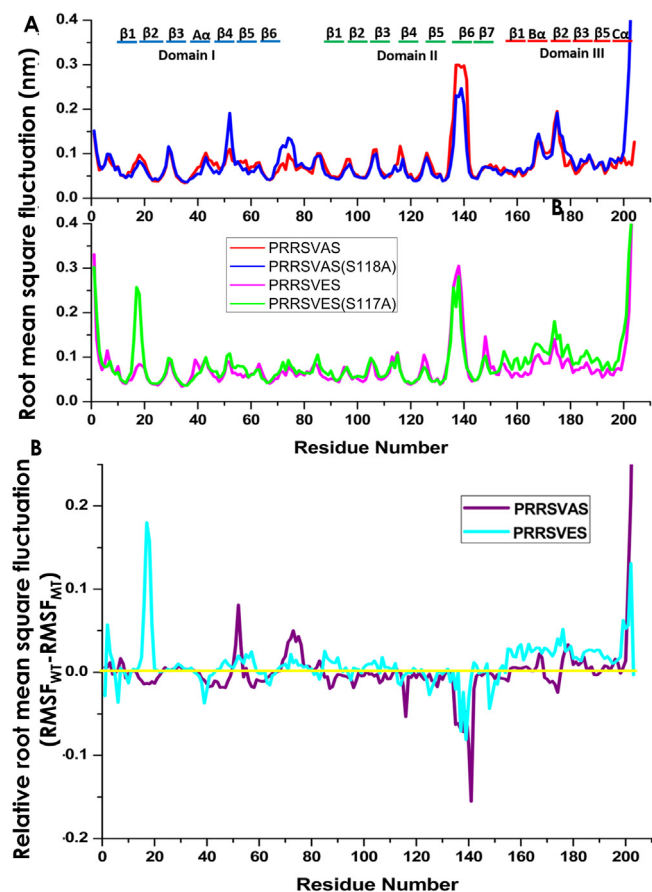 A
β1 β2 β3 Aα β4 β5 β6 β1 β2 β3 β4 β5 β6 β7 β1 Bα β2 β3 β5 Cα
Domain I Domain II Domain III
Root mean square fluctuation (nm)
0.4
0.3
0.2
0.1
0.0
0 20 40 60 80 100 120 140 160 180 200
B
PRRSVAS
PRRSVAS(S118A)
PRRSVES
PRRSVES(S117A)
0.4
0.3
0.2
0.1
0.0
0 20 40 60 80 100 120 140 160 180 200
Residue Number
B
Relative root mean square fluctuation
(RMSFWT-RMSFMT)
PRRSVAS
PRRSVES
0.2
0.1
0.0
-0.1
-0.2
0 20 40 60 80 100 120 140 160 180 200
Residue Number